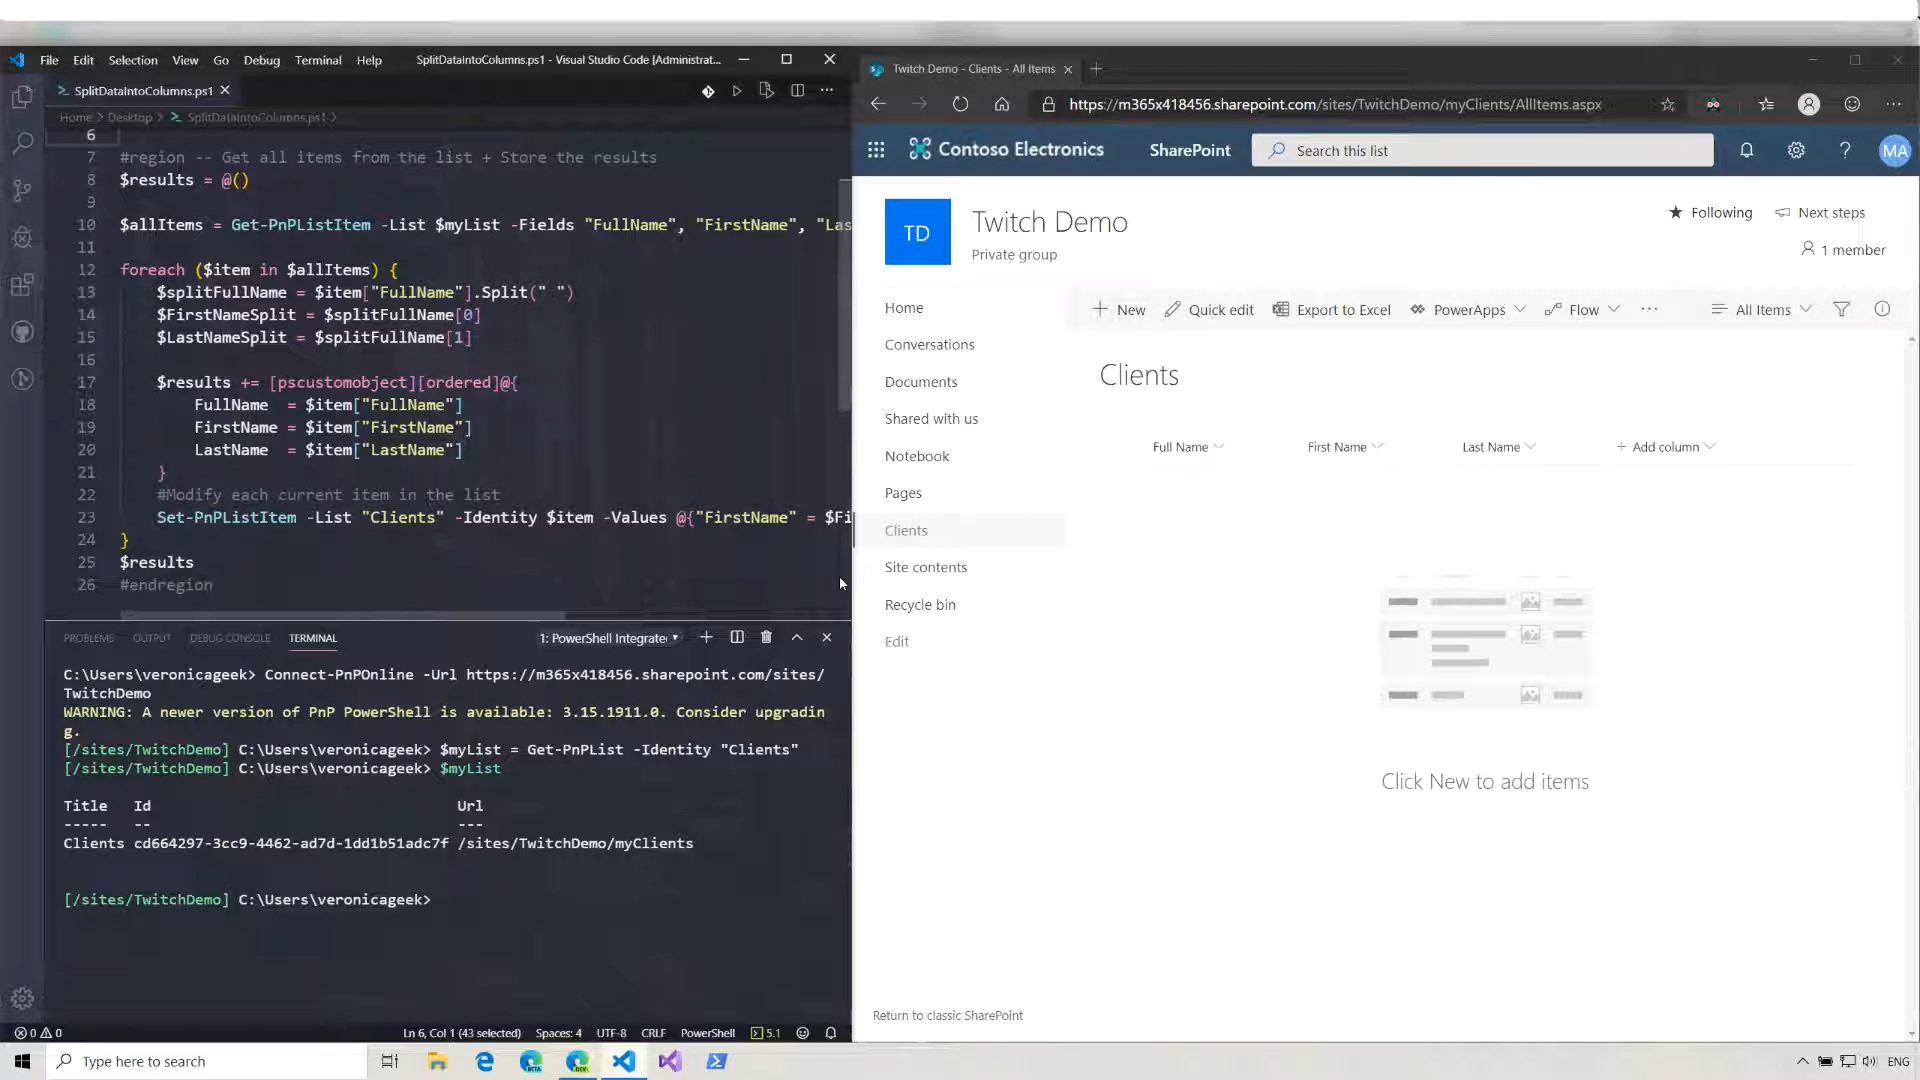 File Edit Selection View Go Debug Terminal Help SplitDataIntoColumns.ps1 - Visual Studio Code [Administrat...
SplitDataIntoColumns.ps1
Home > Desktop > SplitDataIntoColumns.ps1 >
6
7 #region -- Get all items from the list + Store the results
8 $results = @()
9
10 $allItems = Get-PnPListItem -List $myList -Fields "FullName", "FirstName", "Las
11
12 foreach ($item in $allItems) {
13 $splitFullName = $item["FullName"].Split(" ")
14 $FirstNameSplit = $splitFullName[0]
15 $LastNameSplit = $splitFullName[1]
16
17 $results += [pscustomobject][ordered]@{
18 FullName = $item["FullName"]
19 FirstName = $item["FirstName"]
20 LastName = $item["LastName"]
21 }
22 #Modify each current item in the list
23 Set-PnPListItem -List "Clients" -Identity $item -Values @{"FirstName" = $Fi
24 }
25 $results
26 #endregion
PROBLEMS OUTPUT DEBUG CONSOLE TERMINAL 1: PowerShell Integrate
C:\Users\veronicageek> Connect-PnPOnline -Url https://m365x418456.sharepoint.com/sites/
TwitchDemo
WARNING: A newer version of PnP PowerShell is available: 3.15.1911.0. Consider upgradin
g.
[/sites/TwitchDemo] C:\Users\veronicageek> $myList = Get-PnPList -Identity "Clients"
[/sites/TwitchDemo] C:\Users\veronicageek> $myList
Title Id Url
----- -- ---
Clients cd664297-3cc9-4462-ad7d-1dd1b51adc7f /sites/TwitchDemo/myClients
[/sites/TwitchDemo] C:\Users\veronicageek>
0 0 Ln 6, Col 1 (43 selected) Spaces: 4 UTF-8 CRLF PowerShell 5.1
Twitch Demo - Clients - All Items
https://m365x418456.sharepoint.com/sites/TwitchDemo/myClients/AllItems.aspx
Contoso Electronics SharePoint Search this list ? MA
TD
Twitch Demo
Private group
Following Next steps
1 member
Home
Conversations
Documents
Shared with us
Notebook
Pages
Clients
Site contents
Recycle bin
Edit
+ New Quick edit Export to Excel PowerApps Flow ... All Items
Clients
Full Name First Name Last Name + Add column
Click New to add items
Return to classic SharePoint
Type here to search BETA DEV ENG